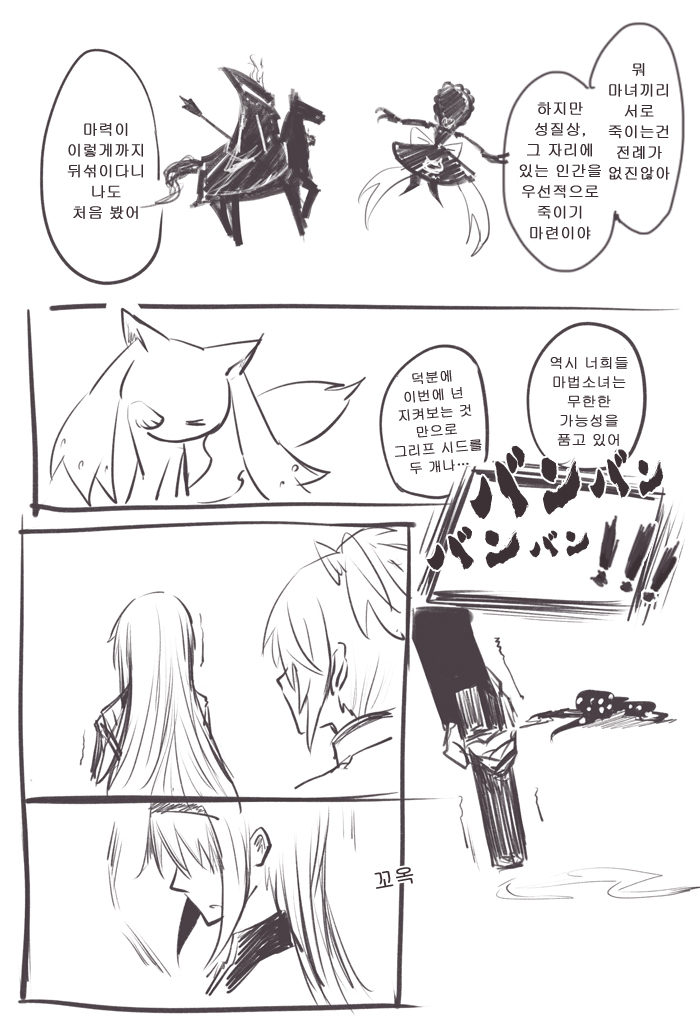 뭐
마녀끼리
서로
죽이는건
전례가
없진않아
하지만
성질상,
그 자리에
있는 인간을
우선적으로
죽이기
마련이야
마력이
이렇게까지
뒤섞이다니
나도
처음 봤어
역시 너희들
마법소녀는
무한한
가능성을
품고 있어
덕분에
이번에 넌
지켜보는 것
만으로
그리프 시드를
두 개나…
バンバン
バンバン
!!!
꼬옥